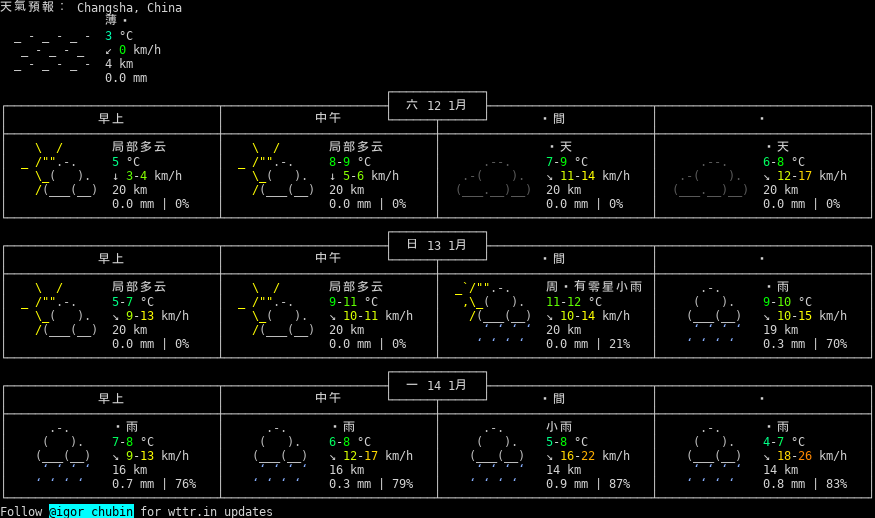 天氣預報： Changsha, China
薄・
3 °C
↙ 0 km/h
4 km
0.0 mm
六 12 1月
早上 中午 ・間 ・
局部多云 局部多云 ・天 ・天
5 °C 8-9 °C 7-9 °C 6-8 °C
↓ 3-4 km/h ↓ 5-6 km/h ↘ 11-14 km/h ↘ 12-17 km/h
20 km 20 km 20 km 20 km
0.0 mm | 0% 0.0 mm | 0% 0.0 mm | 0% 0.0 mm | 0%
日 13 1月
早上 中午 ・間 ・
局部多云 局部多云 周・有零星小雨 ・雨
5-7 °C 9-11 °C 11-12 °C 9-10 °C
↘ 9-13 km/h ↘ 10-11 km/h ↘ 10-14 km/h ↘ 10-15 km/h
20 km 20 km 20 km 19 km
0.0 mm | 0% 0.0 mm | 0% 0.0 mm | 21% 0.3 mm | 70%
一 14 1月
早上 中午 ・間 ・
・雨 ・雨 小雨 ・雨
7-8 °C 6-8 °C 5-8 °C 4-7 °C
↘ 9-13 km/h ↘ 12-17 km/h ↘ 16-22 km/h ↘ 18-26 km/h
16 km 16 km 14 km 14 km
0.7 mm | 76% 0.3 mm | 79% 0.9 mm | 87% 0.8 mm | 83%
Follow @igor_chubin for wttr.in updates